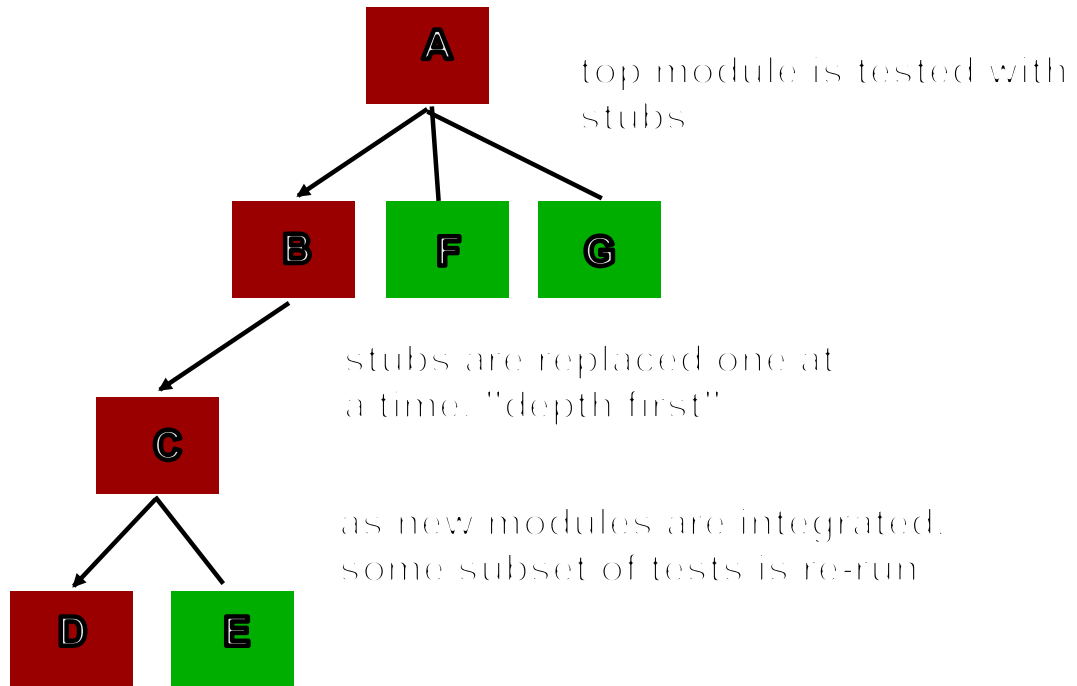 A
top module is tested with
stubs
B
F
G
stubs are replaced one at
a time, "depth first"
C
as new modules are integrated,
some subset of tests is re-run
D
E